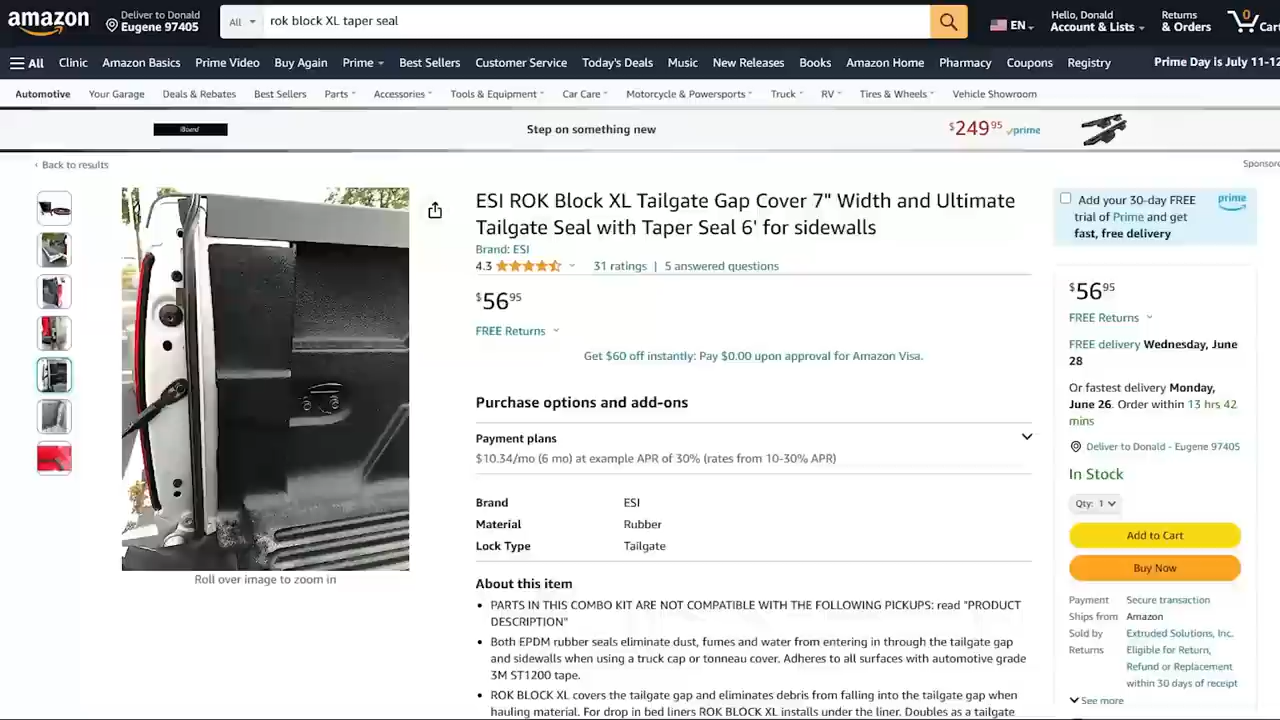 amazon
Deliver to Donald
Eugene 97405
All
rok block XL taper seal
EN
Hello, Donald
Account & Lists
Returns
& Orders
0
Cart
All
Clinic
Amazon Basics
Prime Video
Buy Again
Prime
Best Sellers
Customer Service
Today's Deals
Music
New Releases
Books
Amazon Home
Pharmacy
Coupons
Registry
Prime Day is July 11-12
Automotive
Your Garage
Deals & Rebates
Best Sellers
Parts
Accessories
Tools & Equipment
Car Care
Motorcycle & Powersports
Truck
RV
Tires & Wheels
Vehicle Showroom
iBoard
Step on something new
$249.95 prime
‹ Back to results
Sponsore
ESI ROK Block XL Tailgate Gap Cover 7" Width and Ultimate
Tailgate Seal with Taper Seal 6' for sidewalls
Brand: ESI
4.3
31 ratings | 5 answered questions
$56 95
FREE Returns
Get $60 off instantly: Pay $0.00 upon approval for Amazon Visa.
Purchase options and add-ons
Payment plans
$10.34/mo (6 mo) at example APR of 30% (rates from 10-30% APR)
Brand ESI
Material Rubber
Lock Type Tailgate
About this item
• PARTS IN THIS COMBO KIT ARE NOT COMPATIBLE WITH THE FOLLOWING PICKUPS: read "PRODUCT
DESCRIPTION"
• Both EPDM rubber seals eliminate dust, fumes and water from entering in through the tailgate gap
and sidewalls when using a truck cap or tonneau cover. Adheres to all surfaces with automotive grade
3M ST1200 tape.
• ROK BLOCK XL covers the tailgate gap and eliminates debris from falling into the tailgate gap when
hauling material. For drop in bed liners ROK BLOCK XL installs under the liner. Doubles as a tailgate
Roll over image to zoom in
Add your 30-day FREE
trial of Prime and get
fast, free delivery
prime
$56 95
FREE Returns
FREE delivery Wednesday, June
28
Or fastest delivery Monday,
June 26. Order within 13 hrs 42
mins
Deliver to Donald - Eugene 97405
In Stock
Qty: 1
Add to Cart
Buy Now
Payment Secure transaction
Ships from Amazon
Sold by Extruded Solutions, Inc.
Returns Eligible for Return,
Refund or Replacement
within 30 days of receipt
See more